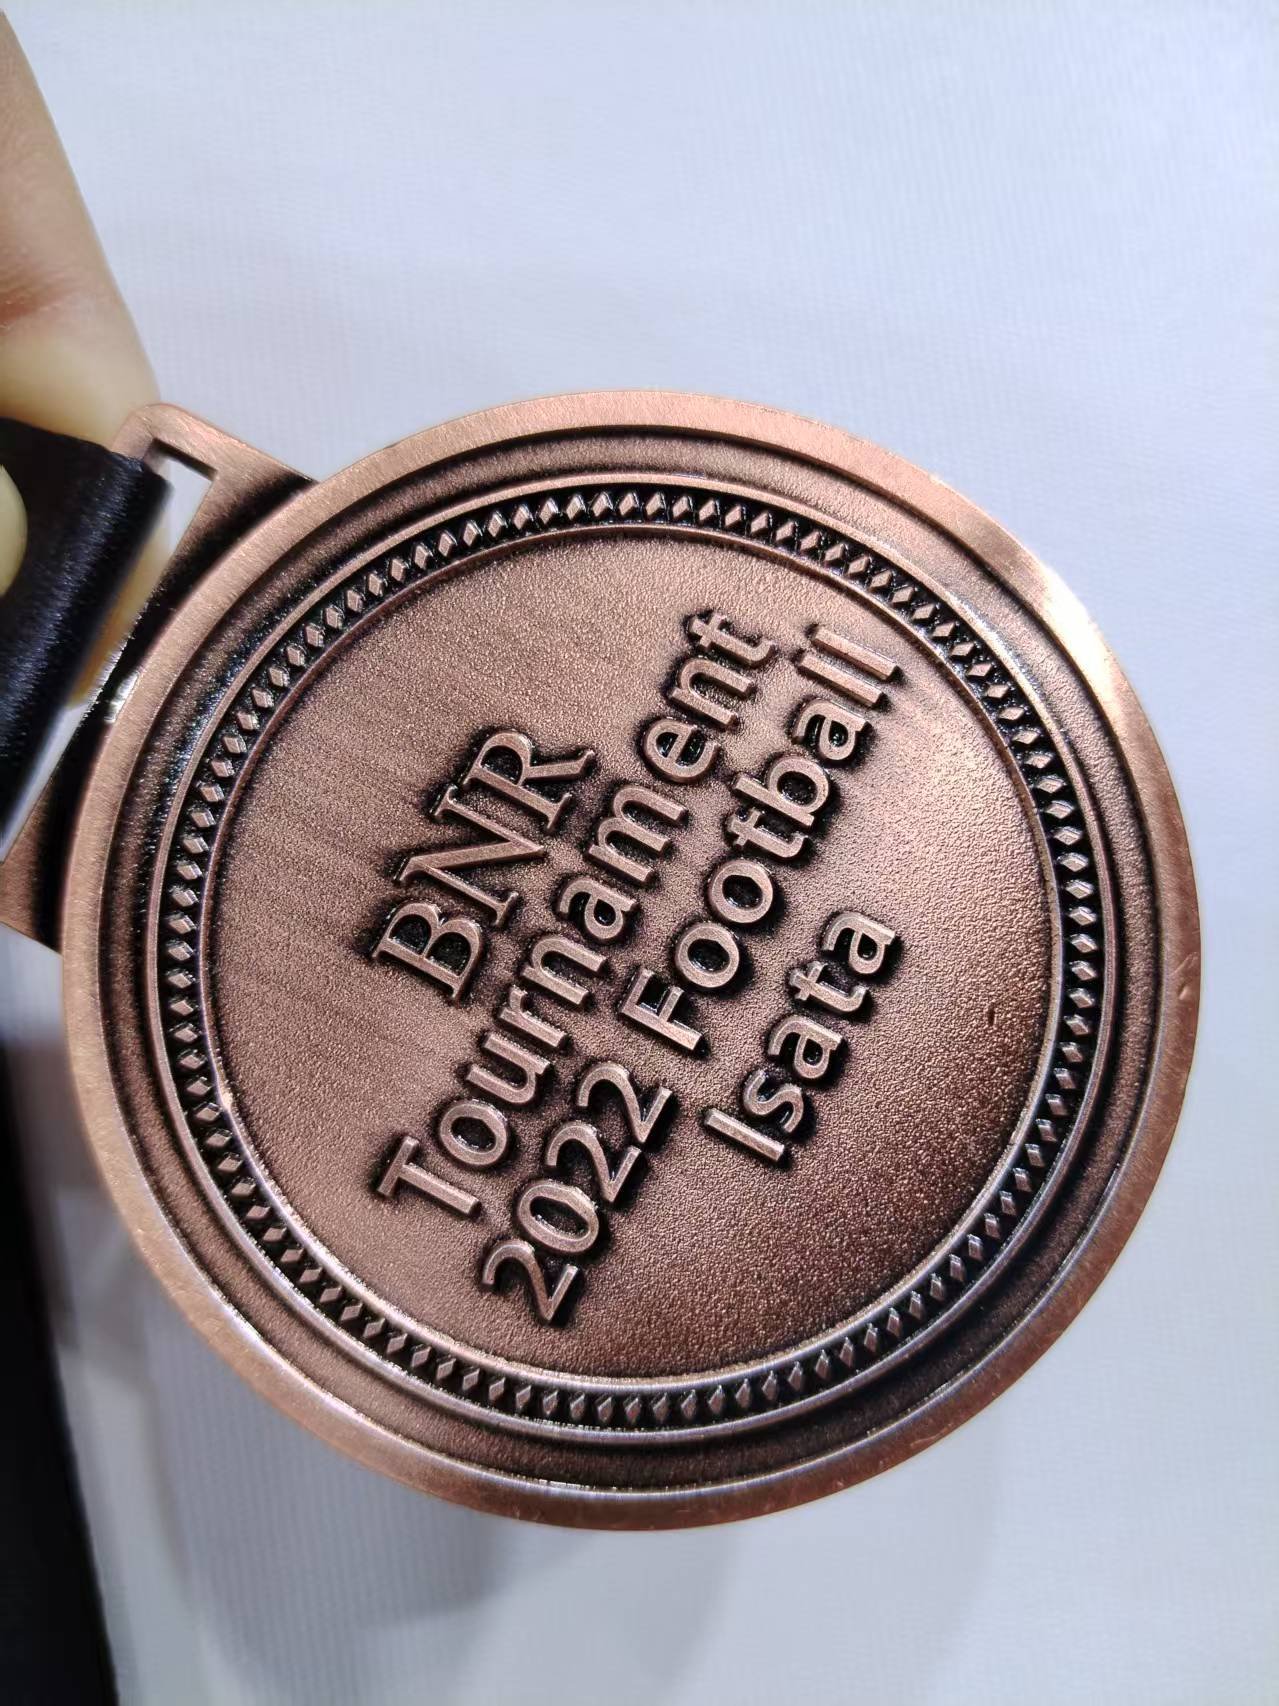 BNR
Tournament
2022 Football
Isata